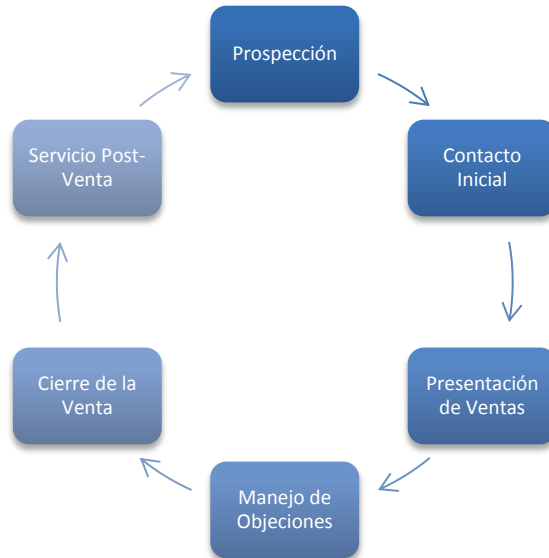 Prospección
Contacto
Inicial
Presentación
de Ventas
Manejo de
Objeciones
Cierre de la
Venta
Servicio Post-
Venta